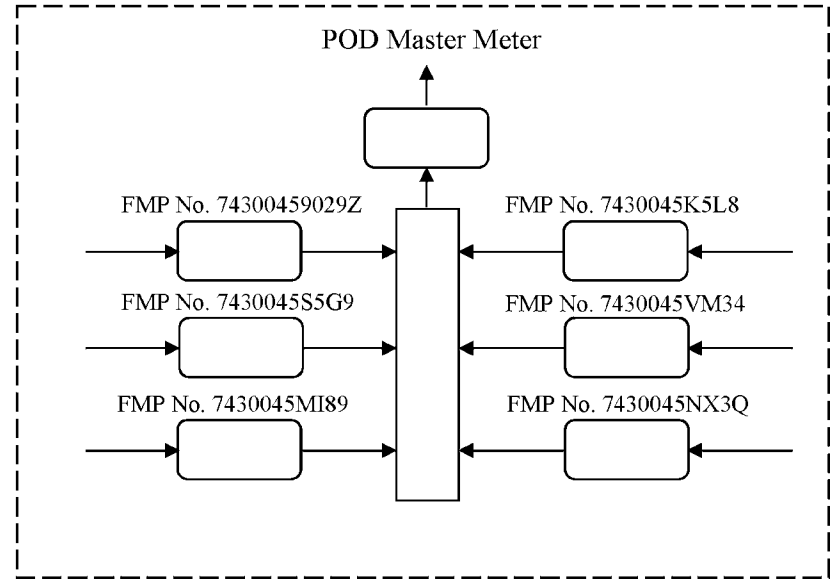 POD Master Meter
FMP No. 74300459029Z
FMP No. 7430045K5L8
FMP No. 7430045S5G9
FMP No. 7430045VM34
FMP No. 7430045MI89
FMP No. 7430045NX3Q